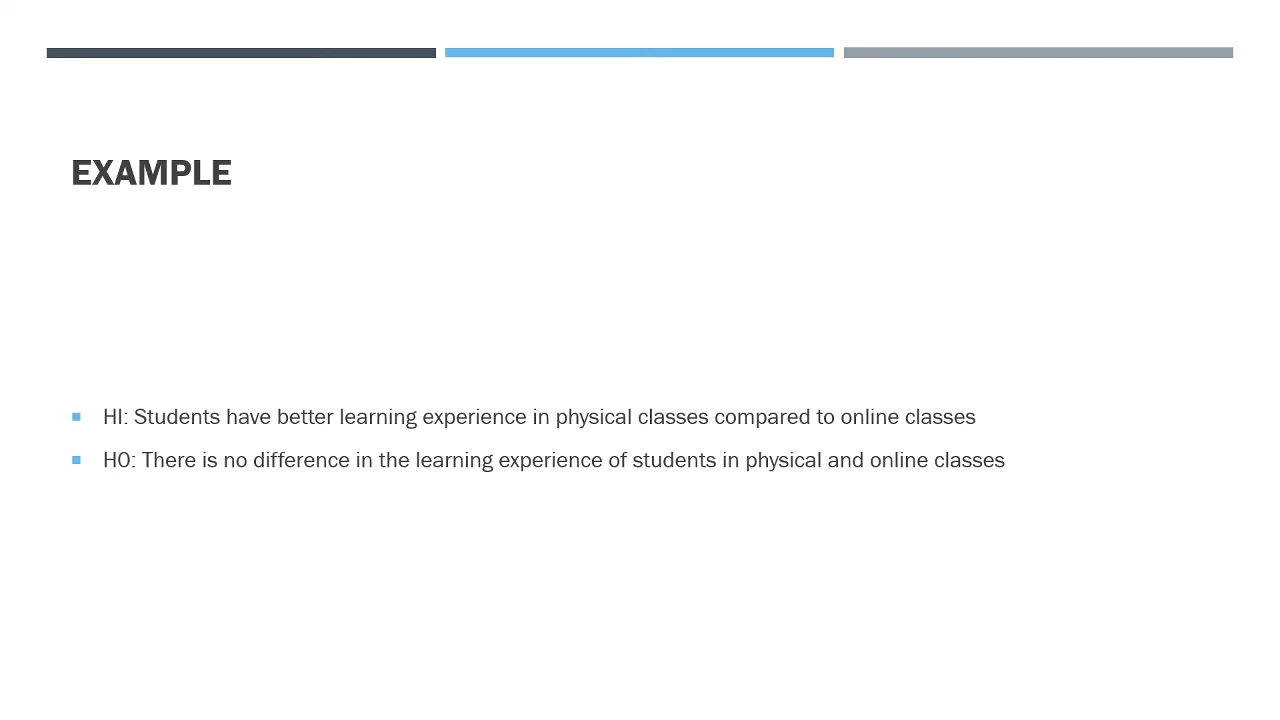 EXAMPLE
HI: Students have better learning experience in physical classes compared to online classes
H0: There is no difference in the learning experience of students in physical and online classes